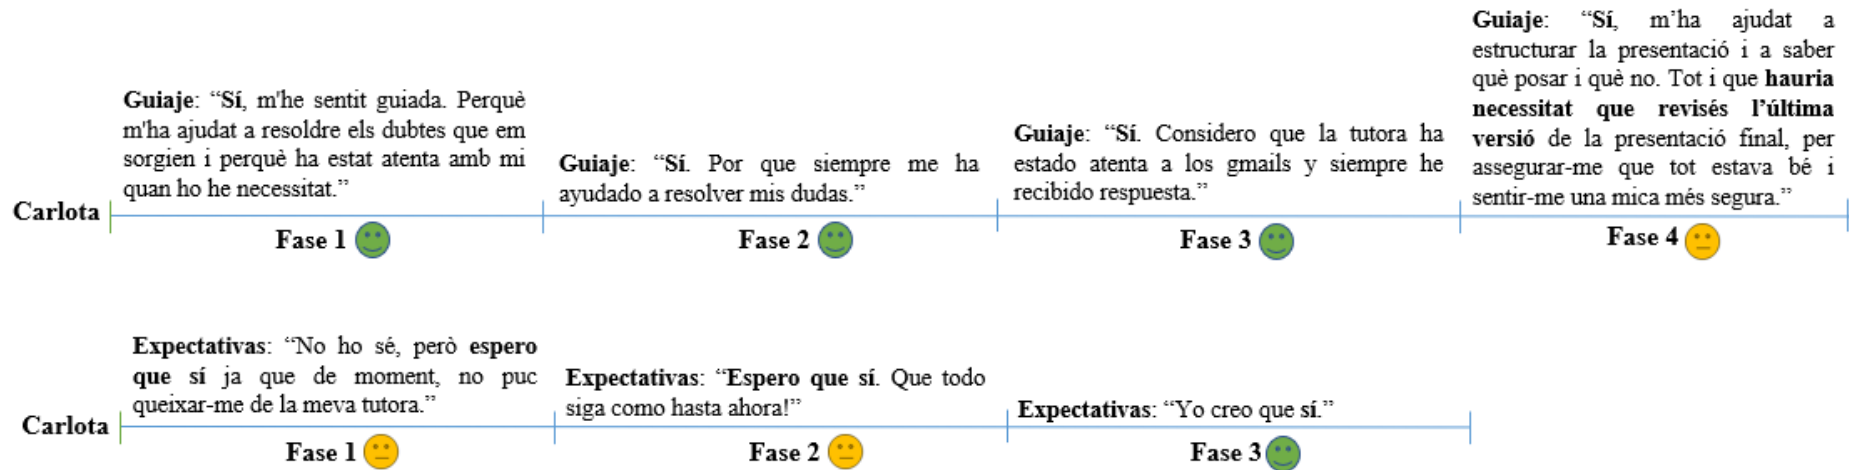 Guiaje: “Sí, m'he sentit guiada. Perquè
m'ha ajudat a resoldre els dubtes que em
sorgien i perquè ha estat atenta amb mi
quan ho he necessitat.”
Guiaje: “Sí. Por que siempre me ha
ayudado a resolver mis dudas.”
Guiaje: “Sí. Considero que la tutora ha
estado atenta a los gmails y siempre he
recibido respuesta.”
Guiaje: “Sí, m’ha ajudat a
estructurar la presentació i a saber
què posar i què no. Tot i que hauria
necessitat que revisés l’última
versió de la presentació final, per
assegurar-me que tot estava bé i
sentir-me una mica més segura.”
Carlota
Fase 1
Fase 2
Fase 3
Fase 4
Expectativas: “No ho sé, però espero
que sí ja que de moment, no puc
queixar-me de la meva tutora.”
Expectativas: “Espero que sí. Que todo
siga como hasta ahora!”
Expectativas: “Yo creo que sí.”
Carlota
Fase 1
Fase 2
Fase 3